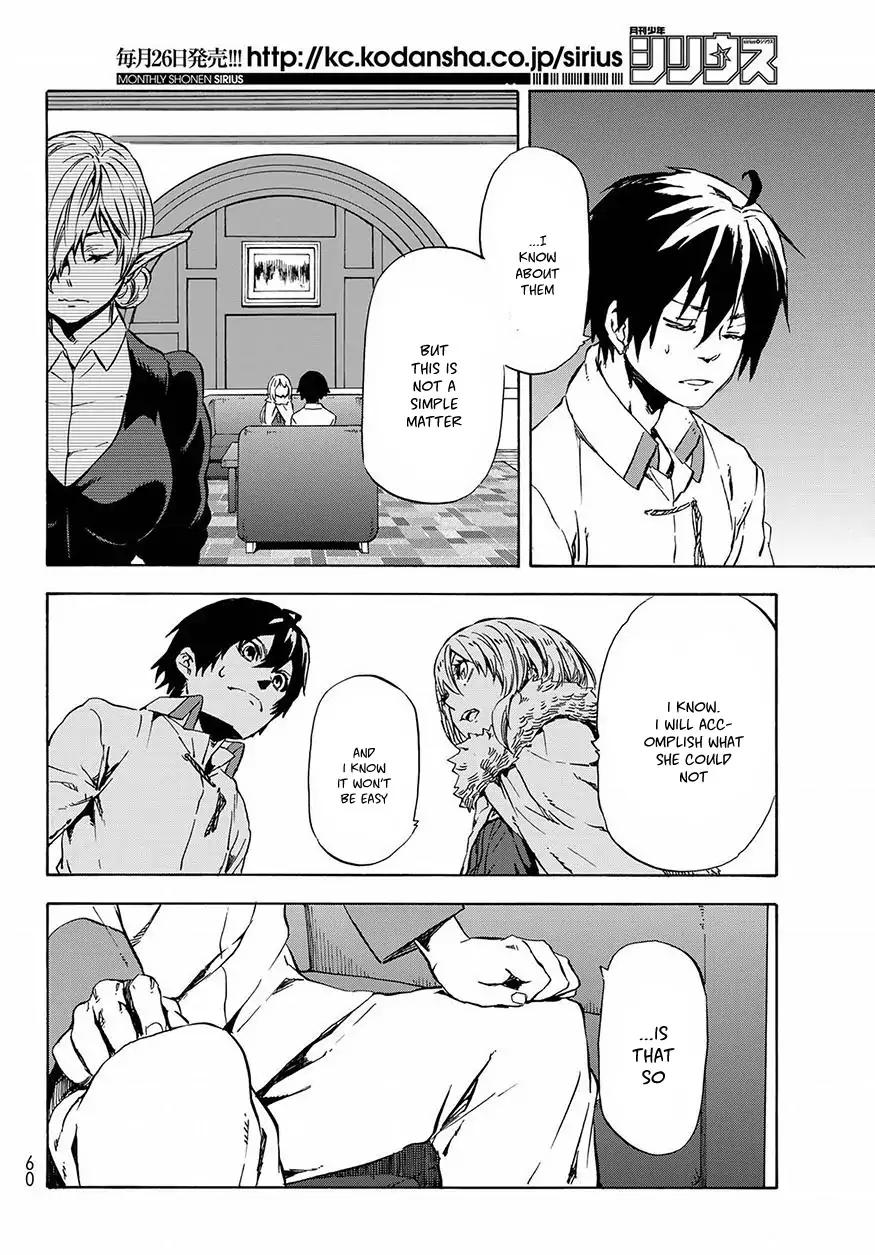 毎月26日発売!!! http://kc.kodansha.co.jp/sirius
MONTHLY SHONEN SIRIUS
月刊少年
シリウス
...I
KNOW
ABOUT
THEM
BUT
THIS IS
NOT A
SIMPLE
MATTER
I KNOW.
I WILL ACC-
OMPLISH WHAT
SHE COULD
NOT
AND
I KNOW
IT WON'T
BE EASY
...IS
THAT
SO
60